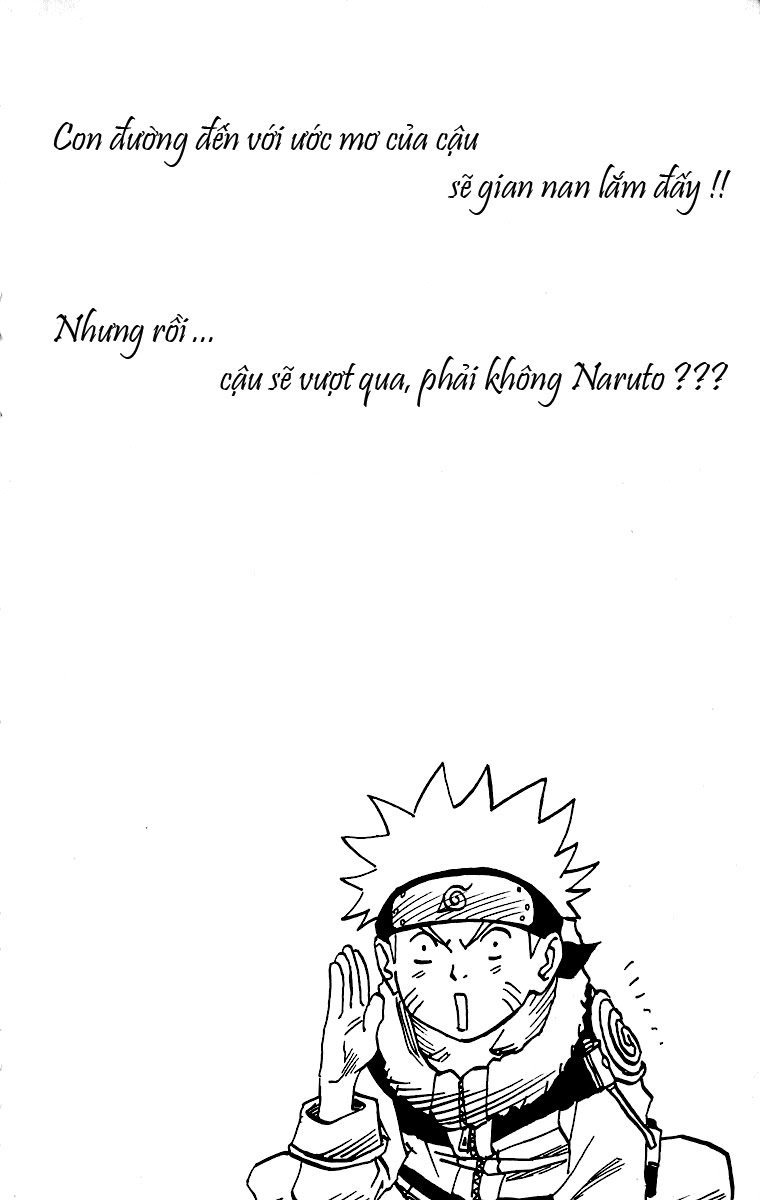 Con đường đến với ước mơ của cậu
sẽ gian nan lắm đấy !!
Nhưng rồi ...
cậu sẽ vượt qua, phải không Naruto ???